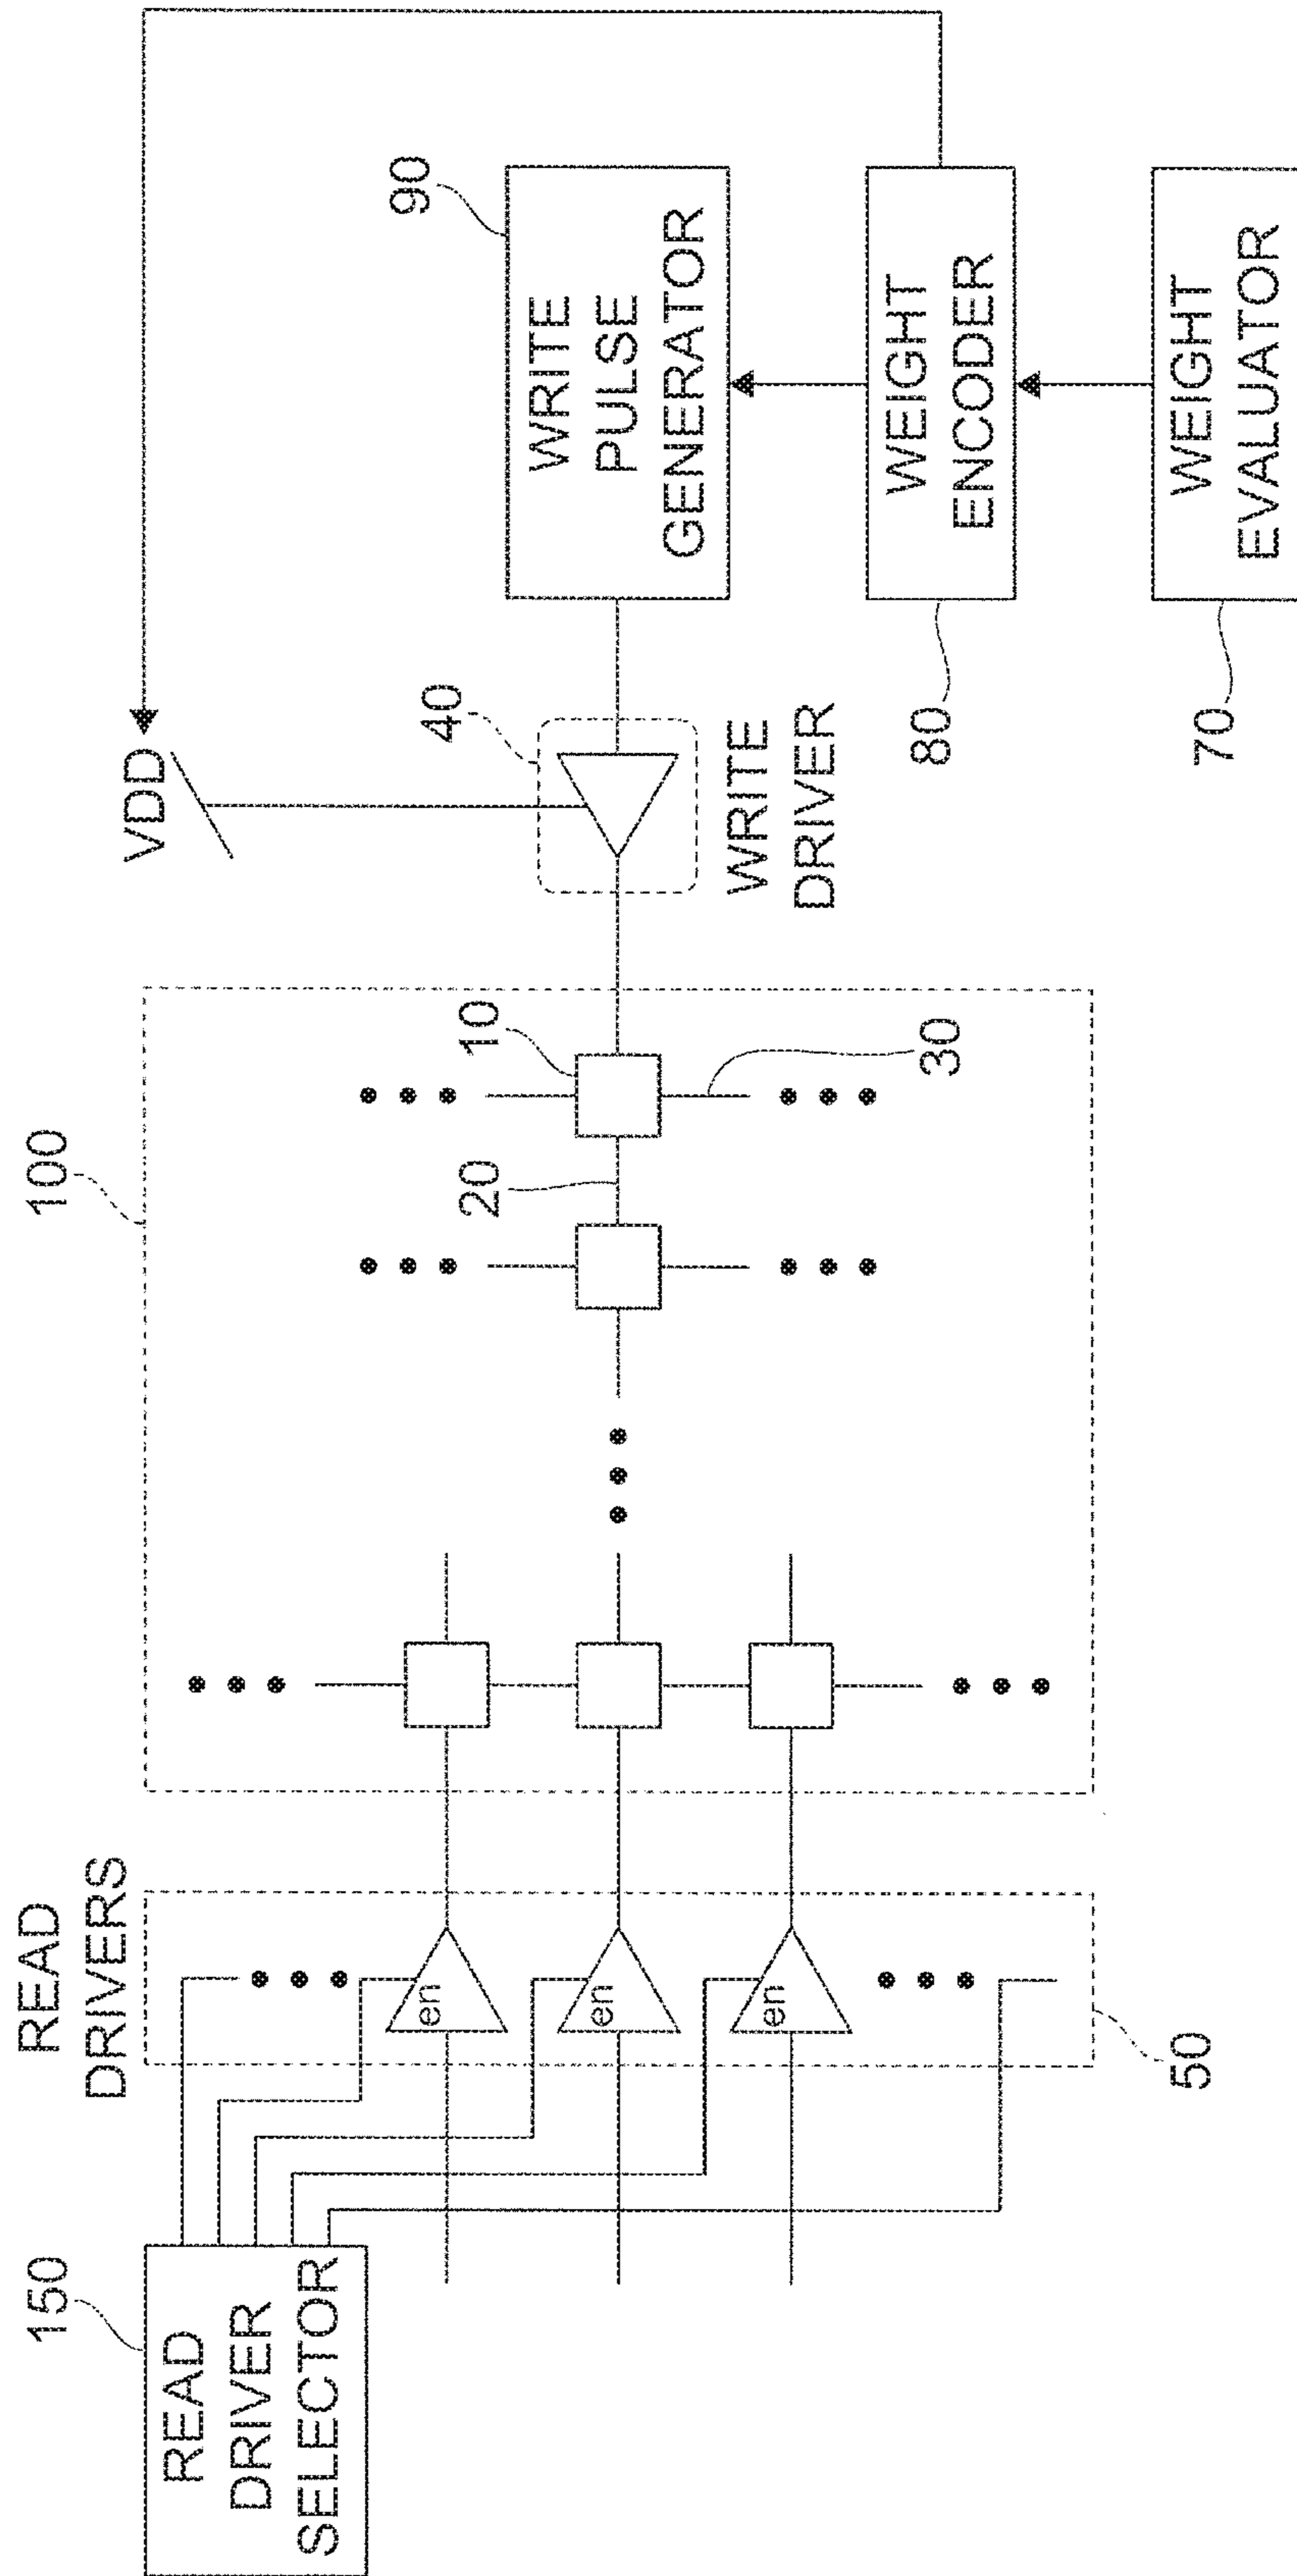 150
READ
DRIVER
SELECTOR
READ
DRIVERS
en
en
en
50
100
20
10
30
VDD
40
WRITE
DRIVER
90
WRITE
PULSE
GENERATOR
80
WEIGHT
ENCODER
70
WEIGHT
EVALUATOR